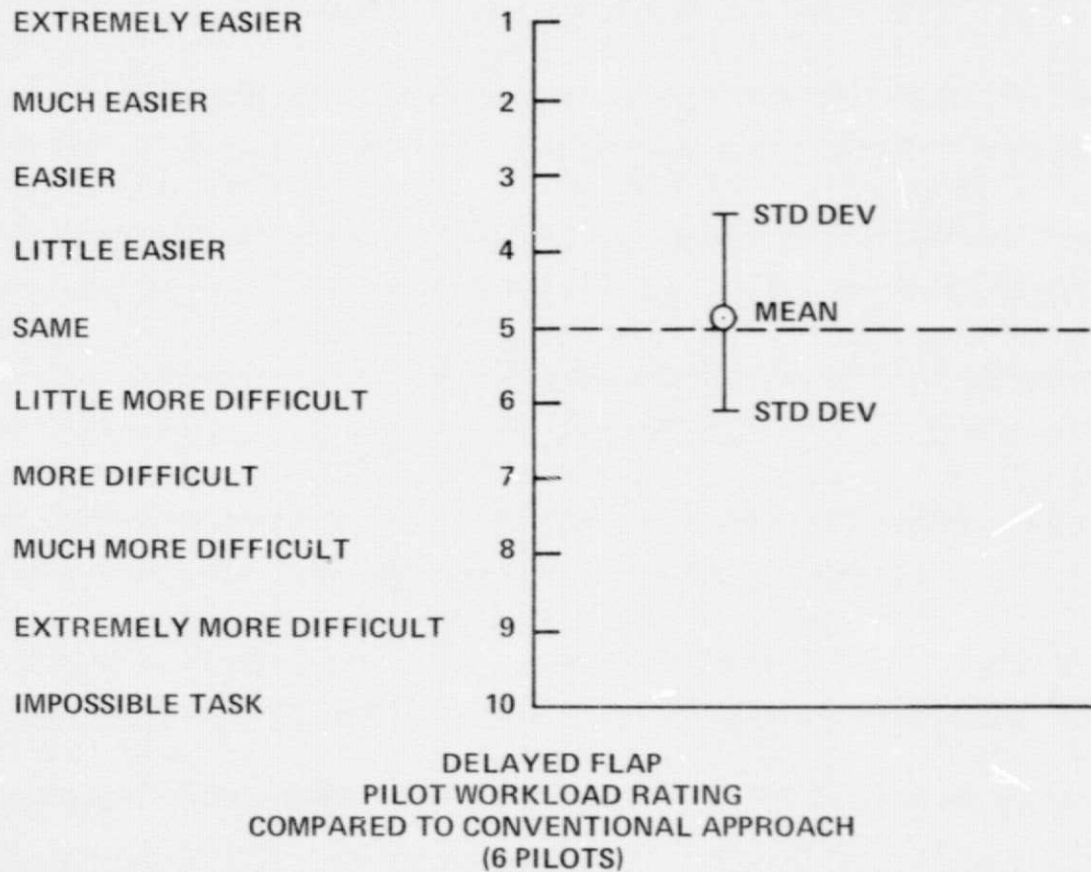 EXTREMELY EASIER 1
MUCH EASIER 2
EASIER 3
STD DEV
LITTLE EASIER 4
MEAN
SAME 5
LITTLE MORE DIFFICULT 6
STD DEV
MORE DIFFICULT 7
MUCH MORE DIFFICULT 8
EXTREMELY MORE DIFFICULT 9
IMPOSSIBLE TASK 10
DELAYED FLAP
PILOT WORKLOAD RATING
COMPARED TO CONVENTIONAL APPROACH
(6 PILOTS)